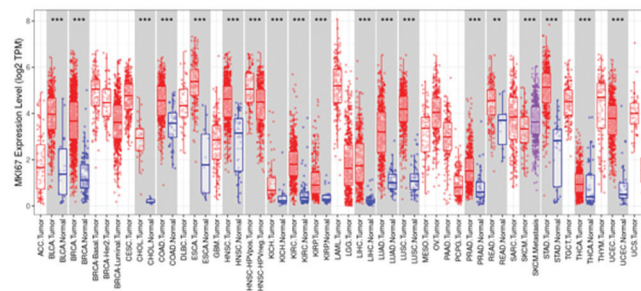 *** *** *** *** *** *** *** *** *** *** *** *** *** *** ** *** *** *** ***
MKI67 Expression Level (log2 TPM)
8
6
4
2
0
ACC.Tumor
BLCA.Tumor
BLCA.Normal
BRCA.Tumor
BRCA.Normal
BRCA-Basal.Tumor
BRCA-Her2.Tumor
BRCA-Luminal.Tumor
CESC.Tumor
CHOL.Tumor
CHOL.Normal
COAD.Tumor
COAD.Normal
DLBC.Tumor
ESCA.Tumor
ESCA.Normal
GBM.Tumor
HNSC.Tumor
HNSC.Normal
HNSC-HPVpos.Tumor
HNSC-HPVneg.Tumor
KICH.Tumor
KICH.Normal
KIRC.Tumor
KIRC.Normal
KIRP.Tumor
KIRP.Normal
LAML.Tumor
LGG.Tumor
LIHC.Tumor
LIHC.Normal
LUAD.Tumor
LUAD.Normal
LUSC.Tumor
LUSC.Normal
MESO.Tumor
OV.Tumor
PAAD.Tumor
PCPG.Tumor
PRAD.Tumor
PRAD.Normal
READ.Tumor
READ.Normal
SARC.Tumor
SKCM.Tumor
SKCM.Metastasis
STAD.Tumor
STAD.Normal
TGCT.Tumor
THCA.Tumor
THCA.Normal
THYM.Tumor
UCEC.Tumor
UCEC.Normal
UCS.Tumor